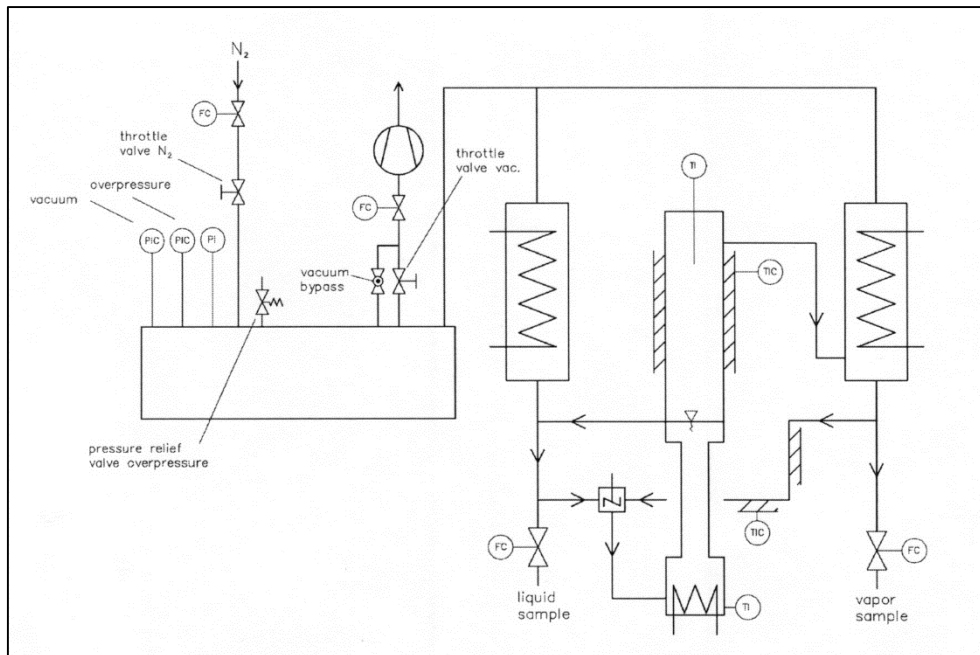 N₂
FC
throttle
valve N₂
overpressure
vacuum
PIC
PIC
PI
throttle
valve vac.
FC
vacuum
bypass
pressure relief
valve overpressure
TI
TIC
TIC
FC
liquid
sample
TI
FC
vapor
sample